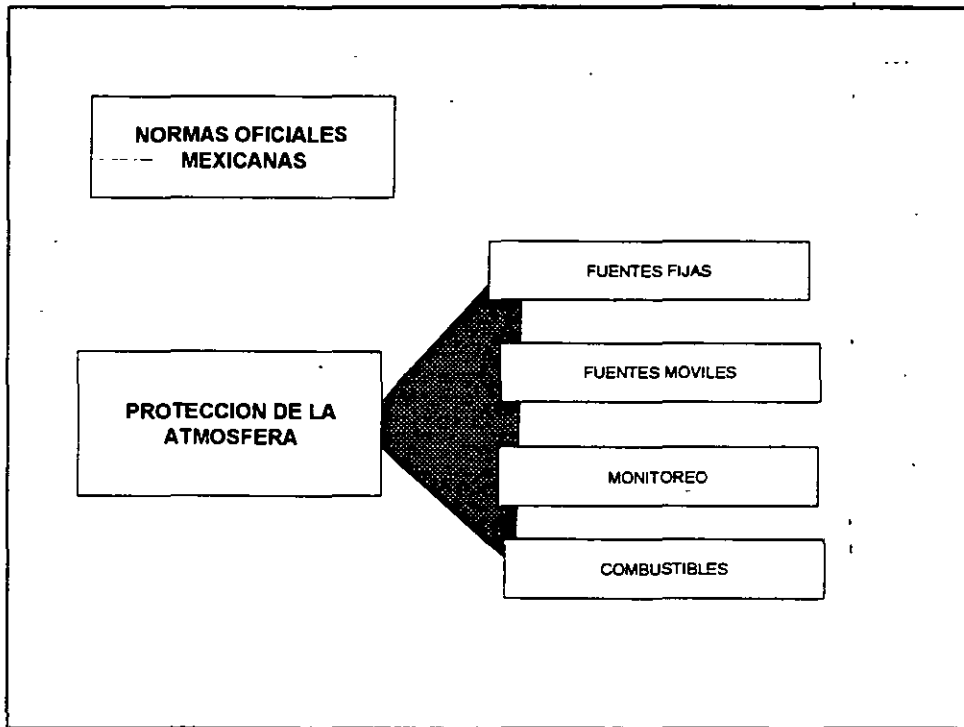 NORMAS OFICIALES
MEXICANAS
FUENTES FIJAS
FUENTES MOVILES
PROTECCION DE LA
ATMOSFERA
MONITOREO
COMBUSTIBLES